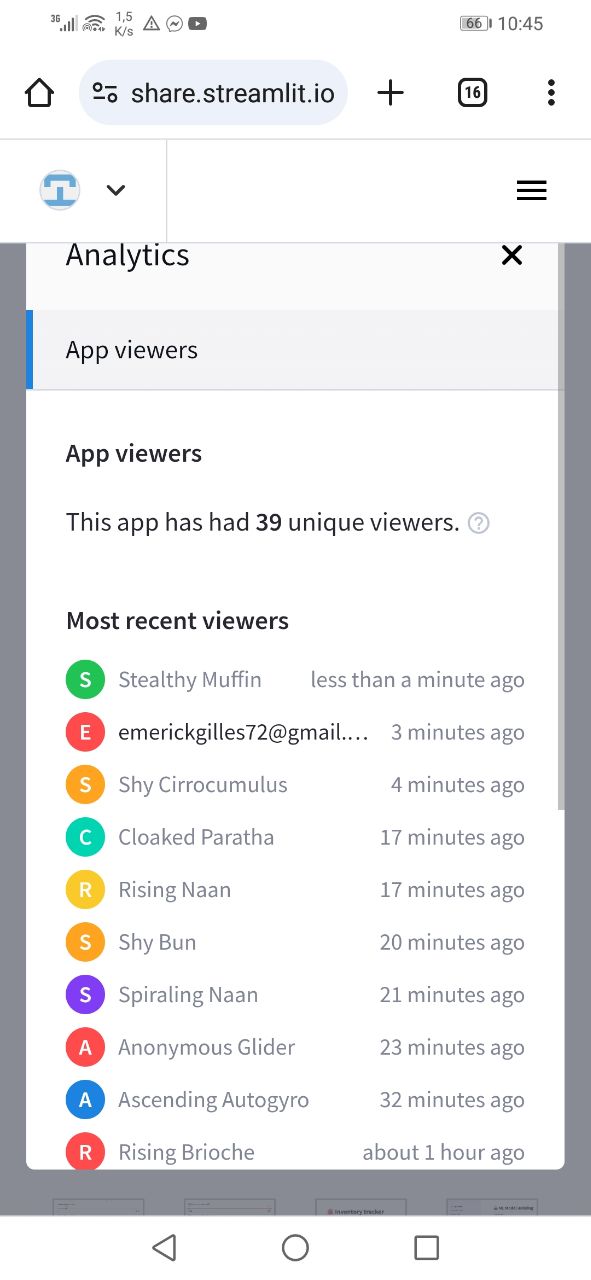 3G 1,5 K/s 66 10:45
share.streamlit.io 16
Analytics
App viewers
App viewers
This app has had 39 unique viewers. ?
Most recent viewers
S Stealthy Muffin less than a minute ago
E emerickgilles72@gmail.… 3 minutes ago
S Shy Cirrocumulus 4 minutes ago
C Cloaked Paratha 17 minutes ago
R Rising Naan 17 minutes ago
S Shy Bun 20 minutes ago
S Spiraling Naan 21 minutes ago
A Anonymous Glider 23 minutes ago
A Ascending Autogyro 32 minutes ago
R Rising Brioche about 1 hour ago
Inventory tracker